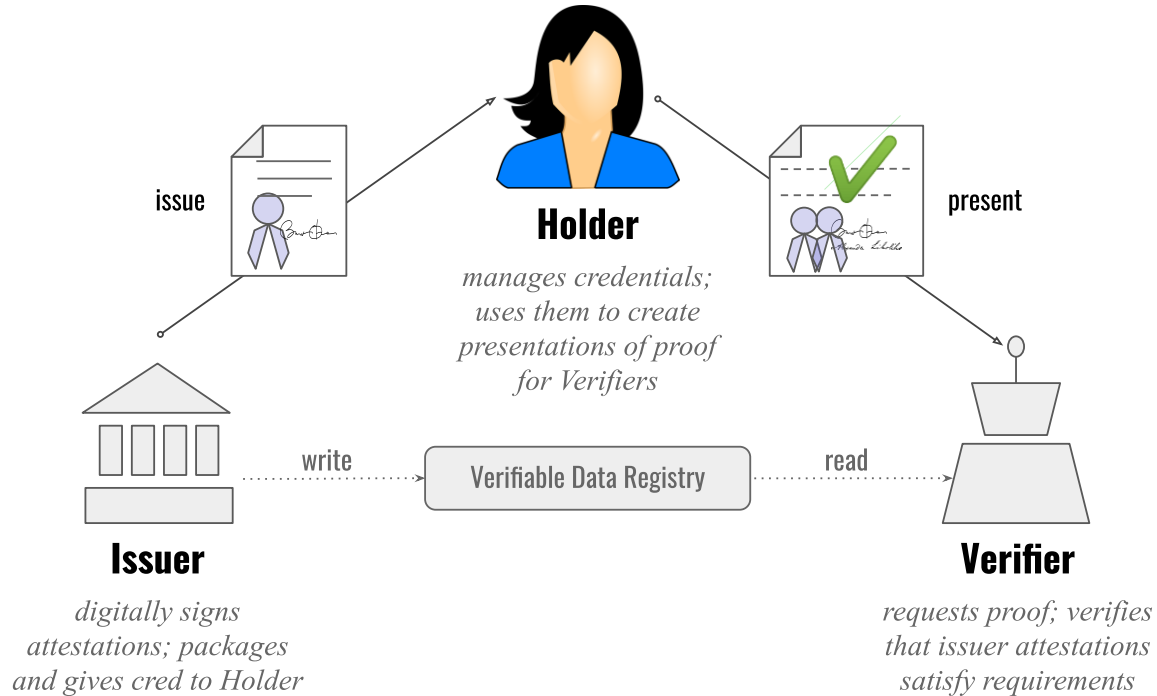 issue
present
Holder
manages credentials;
uses them to create
presentations of proof
for Verifiers
write
Verifiable Data Registry
read
Issuer
digitally signs
attestations; packages
and gives cred to Holder
Verifier
requests proof; verifies
that issuer attestations
satisfy requirements